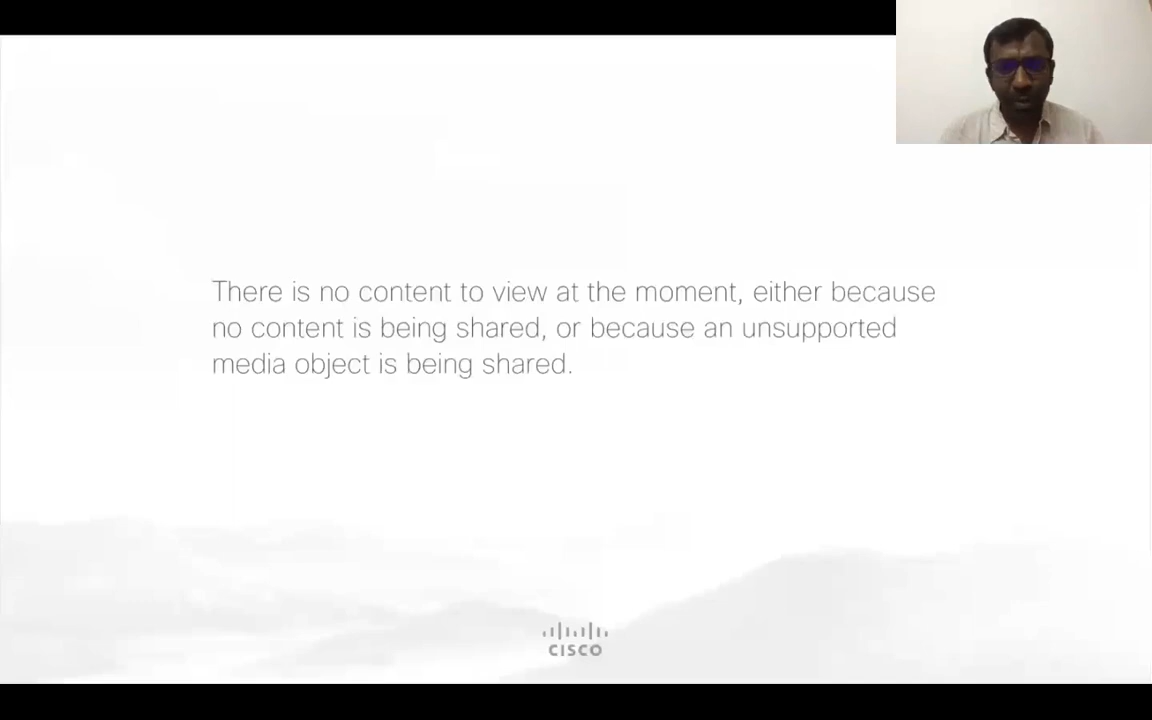 There is no content to view at the moment, either because
no content is being shared, or because an unsupported
media object is being shared.
CISCO